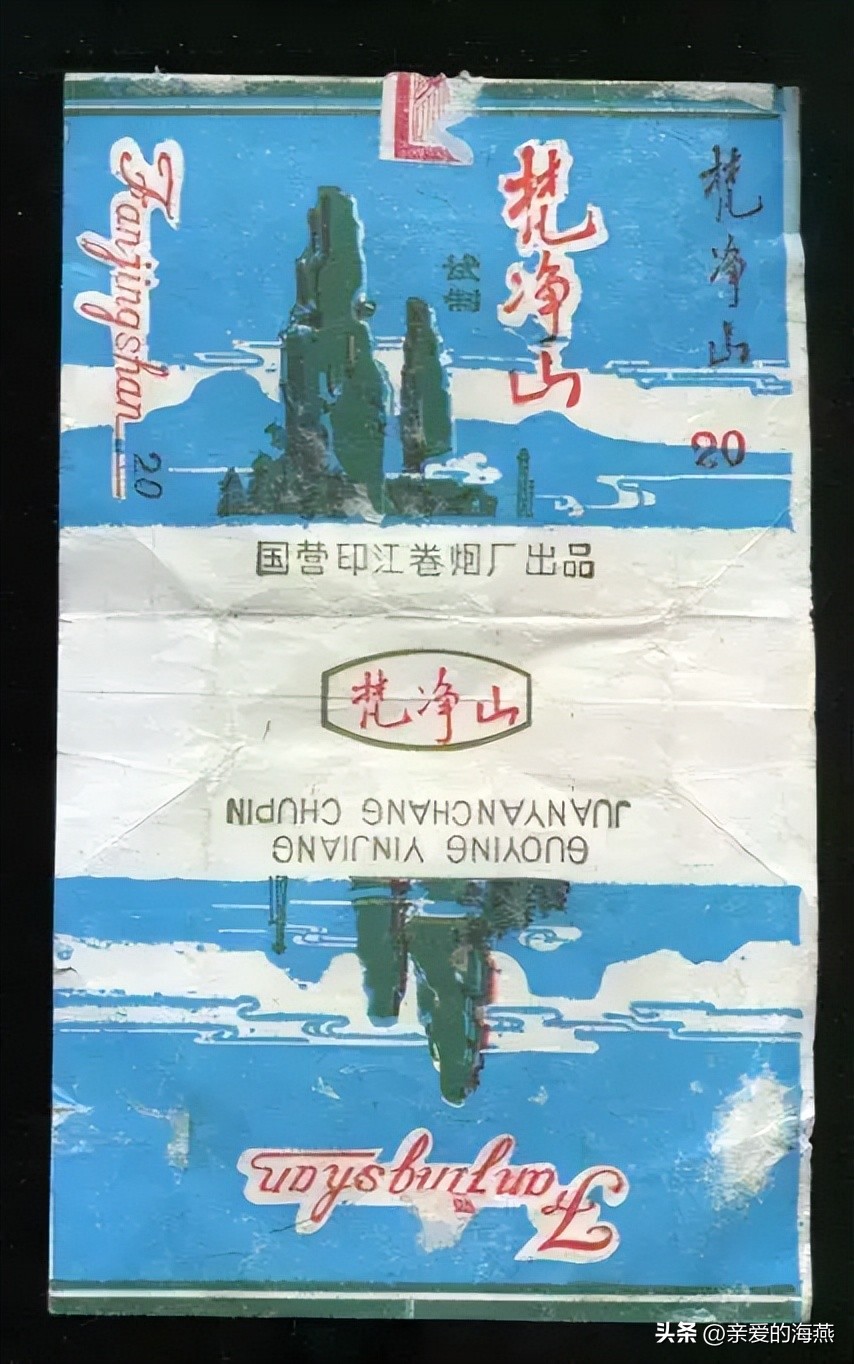 Fanjingshan
20
试制
梵净山
梵净山
20
国营印江卷烟厂出品
梵净山
GUOYING YINJIANG
JUANYANCHANG CHUPIN
Fanjingshan
头条 @亲爱的海燕